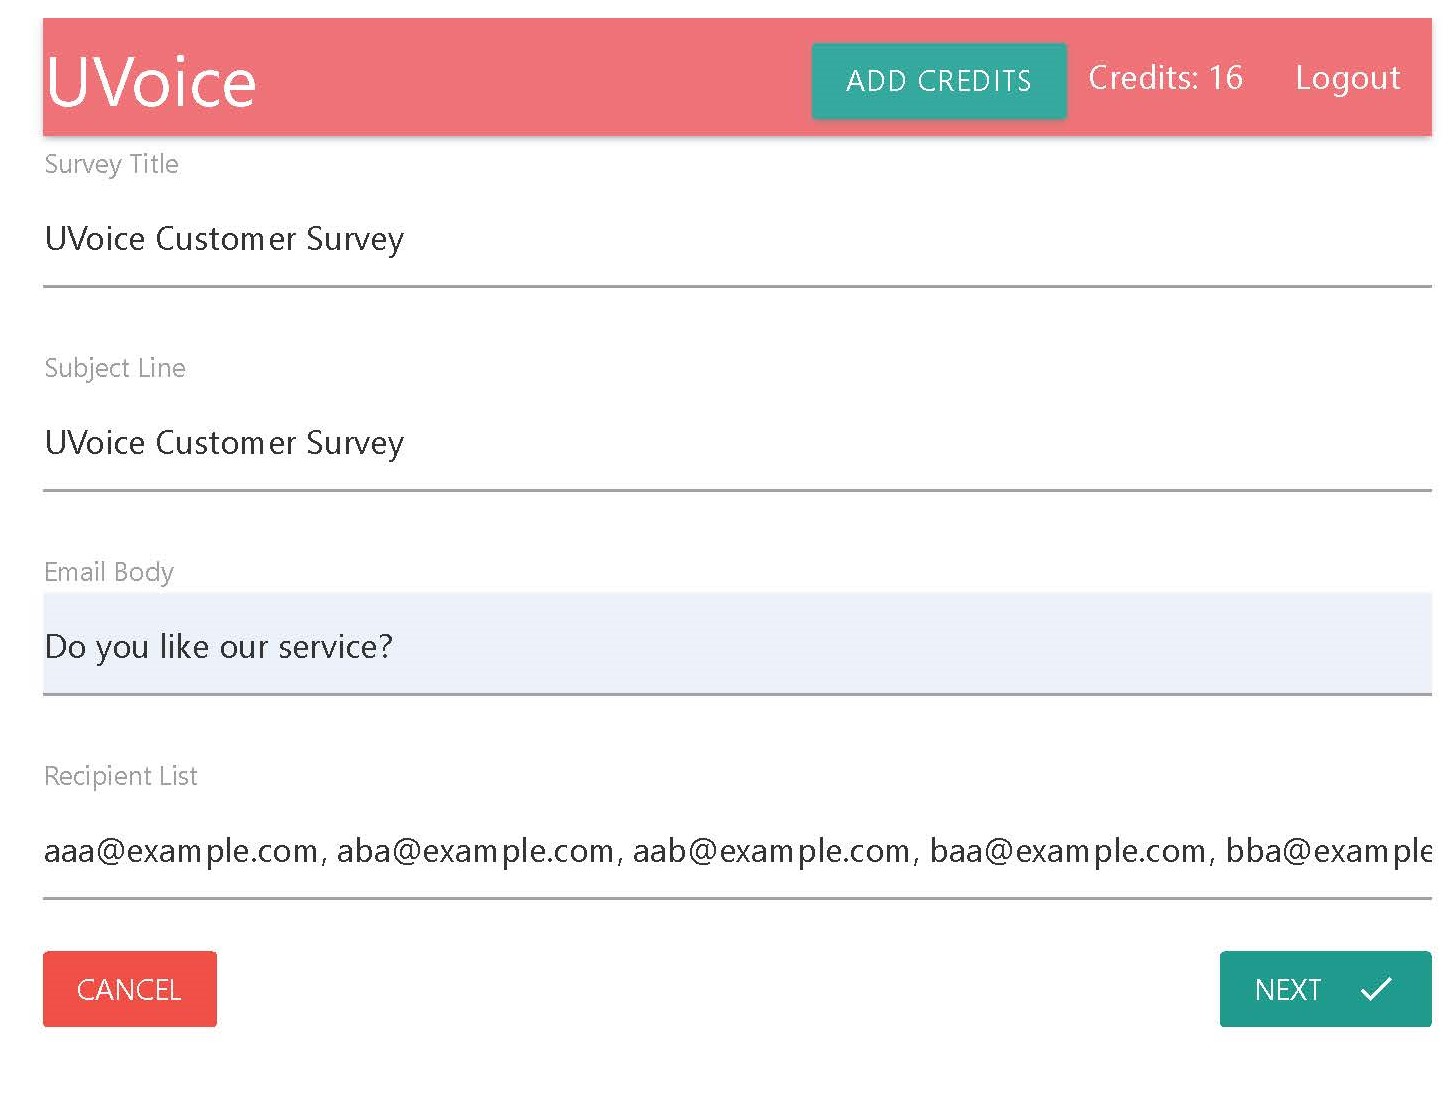 UVoice ADD CREDITS Credits: 16 Logout
Survey Title
UVoice Customer Survey
Subject Line
UVoice Customer Survey
Email Body
Do you like our service?
Recipient List
aaa@example.com, aba@example.com, aab@example.com, baa@example.com, bba@example
CANCEL NEXT